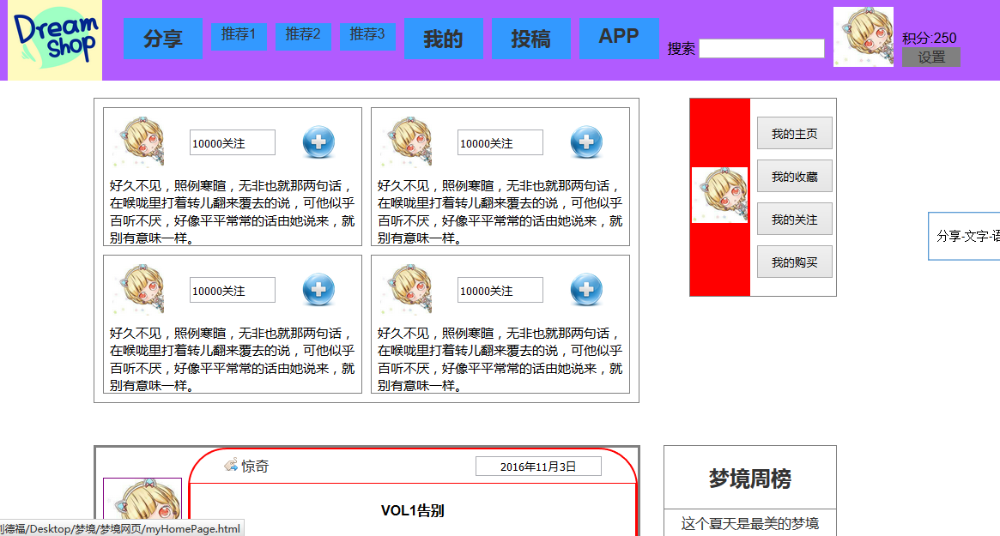 Dream
Shop
分享 推荐1 推荐2 推荐3 我的 投稿 APP 搜索 积分:250
设置
10000关注 10000关注
好久不见，照例寒暄，无非也就那两句话，
在喉咙里打着转儿翻来覆去的说，可他似乎
百听不厌，好像平平常常的话由她说来，就
别有意味一样。
好久不见，照例寒暄，无非也就那两句话，
在喉咙里打着转儿翻来覆去的说，可他似乎
百听不厌，好像平平常常的话由她说来，就
别有意味一样。
10000关注 10000关注
好久不见，照例寒暄，无非也就那两句话，
在喉咙里打着转儿翻来覆去的说，可他似乎
百听不厌，好像平平常常的话由她说来，就
别有意味一样。
好久不见，照例寒暄，无非也就那两句话，
在喉咙里打着转儿翻来覆去的说，可他似乎
百听不厌，好像平平常常的话由她说来，就
别有意味一样。
我的主页
我的收藏
我的关注
我的购买
分享-文字-语
惊奇 2016年11月3日
VOL1告别
梦境周榜
这个夏天是最美的梦境
德福/Desktop/梦境/梦境网页/myHomePage.html